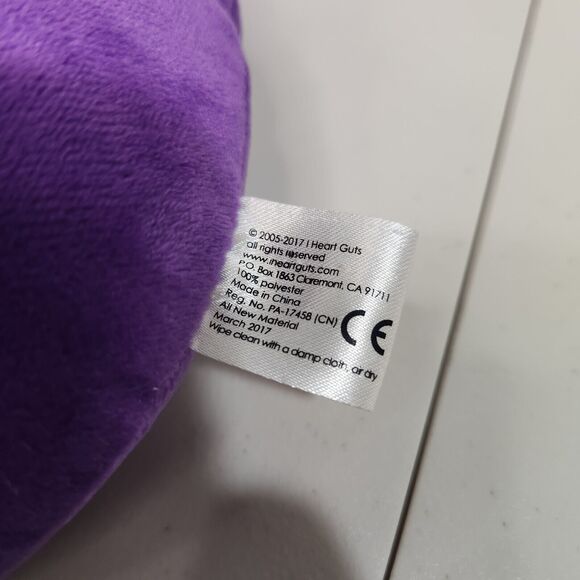 © 2005-2017 I Heart Guts
all rights reserved
www.iheartguts.com
P.O. Box 1863 Claremont, CA 91711
100% polyester
Made in China
Reg. No. PA-17458 (CN)
All New Material
March 2017
Wipe clean with a damp cloth, air dry
CE